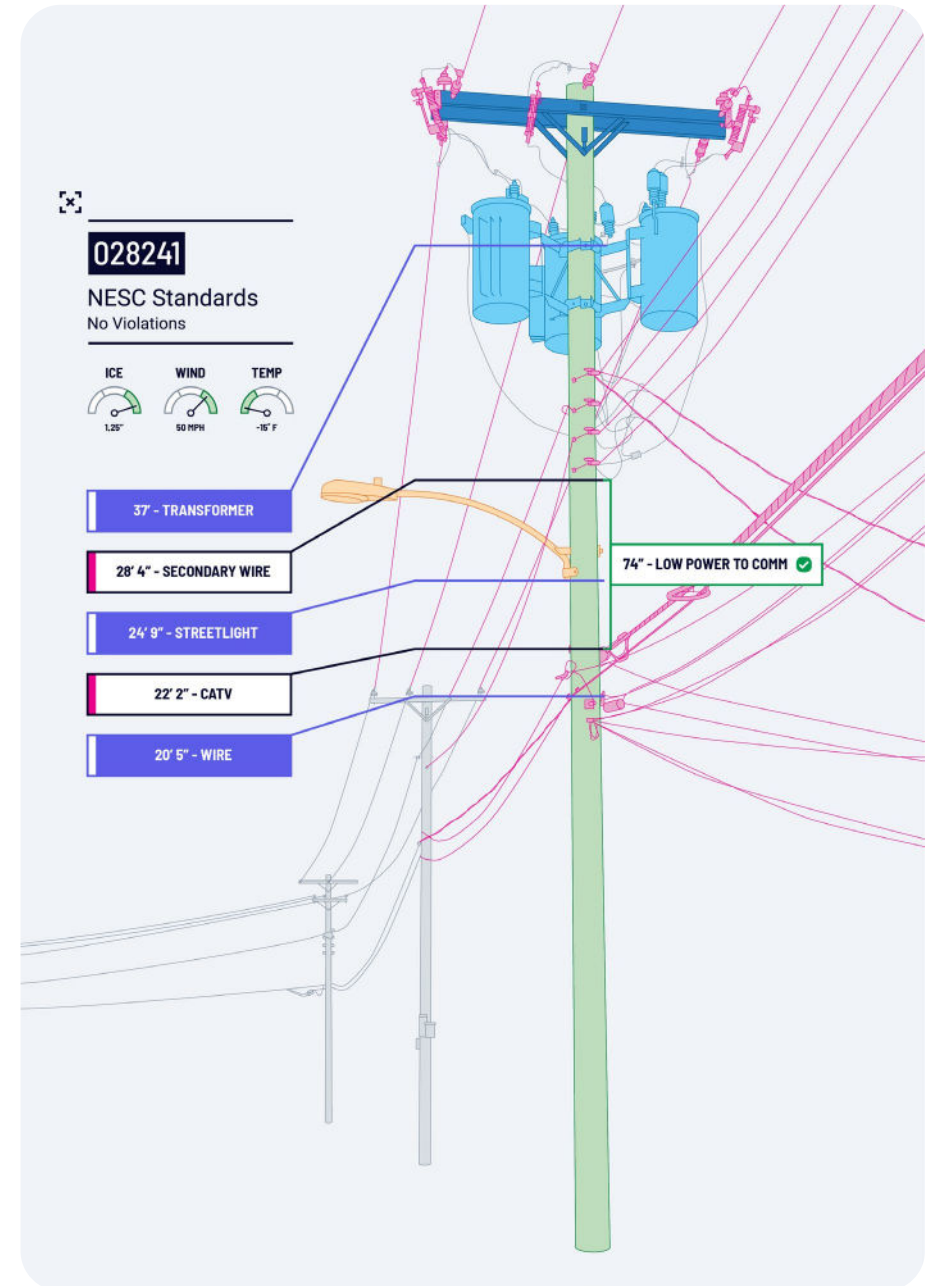 028241
NESC Standards
No Violations
ICE WIND TEMP
1.25" 50 MPH -15° F
37' - TRANSFORMER
28' 4" - SECONDARY WIRE
74" - LOW POWER TO COMM
24' 9" - STREETLIGHT
22' 2" - CATV
20' 5" - WIRE